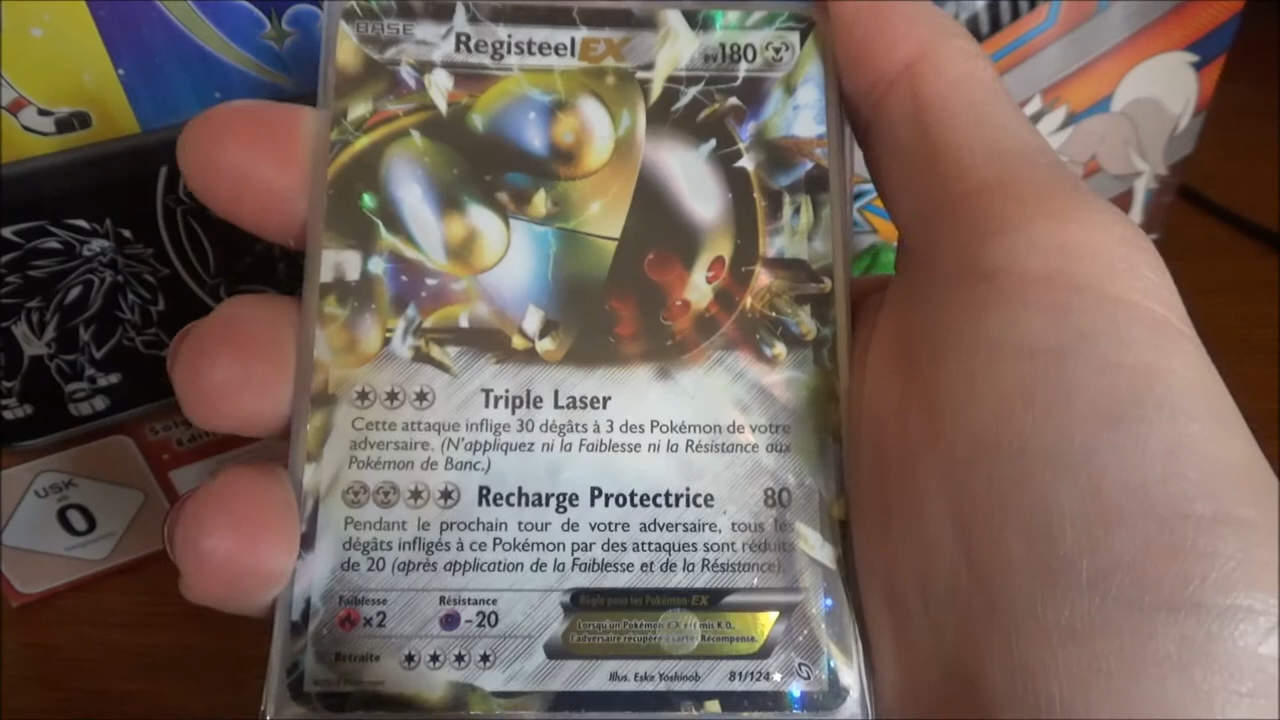 BASE
RegisteelEX
PV180
Triple Laser
Cette attaque inflige 30 dégâts à 3 des Pokémon de votre
adversaire. (N'appliquez ni la Faiblesse ni la Résistance aux
Pokémon de Banc.)
Recharge Protectrice 80
Pendant le prochain tour de votre adversaire, tous les
dégâts infligés à ce Pokémon par des attaques sont réduits
de 20 (après application de la Faiblesse et de la Résistance).
Faiblesse
×2
Résistance
-20
Retraite
Règle pour les Pokémon-EX
Lorsqu'un Pokémon-EX est mis K.O.,
l'adversaire récupère 2 cartes Récompense.
Illus. Eske Yoshinob
81/124
USK
ab
0